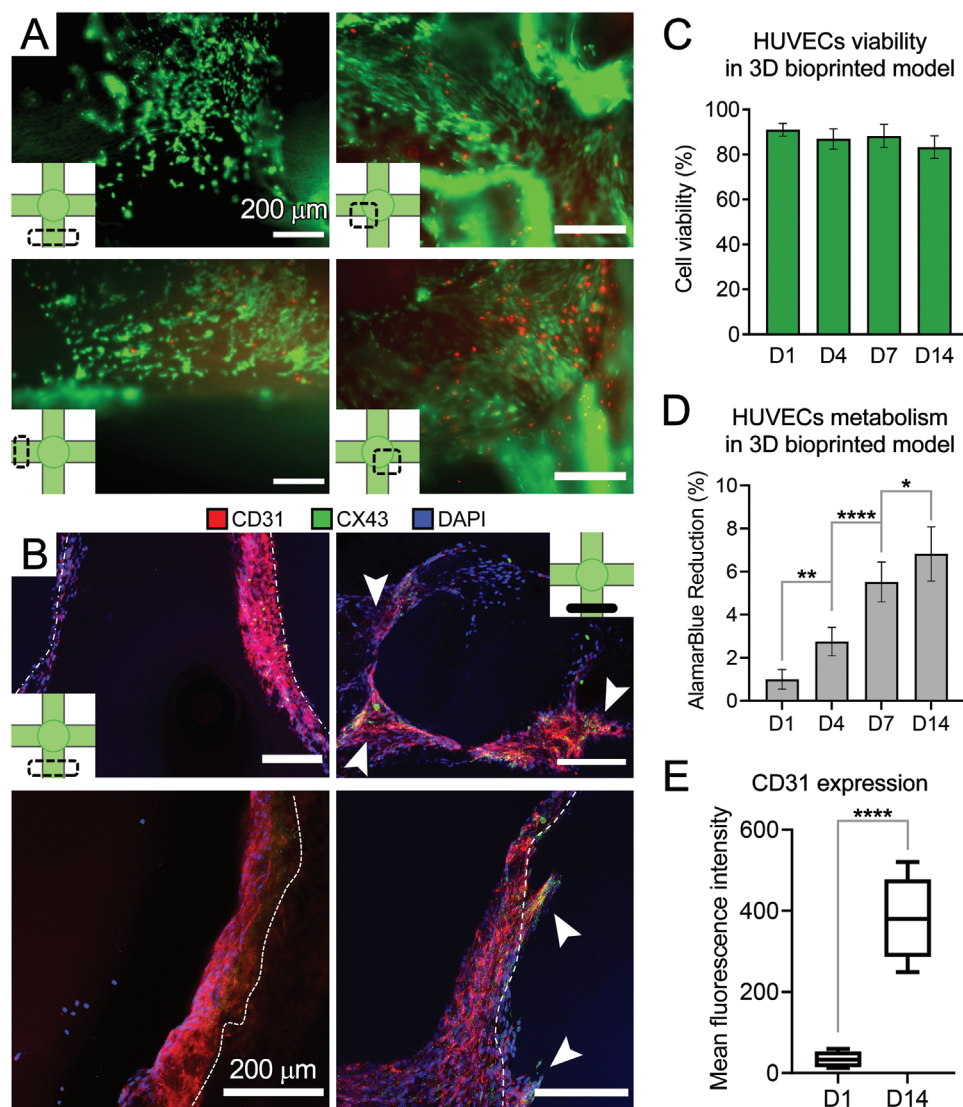 A
200 μm
CD31 CX43 DAPI
B
200 μm
C
HUVECs viability
in 3D bioprinted model
Cell viability (%)
100
80
60
40
20
0
D1 D4 D7 D14
D
HUVECs metabolism
in 3D bioprinted model
AlamarBlue Reduction (%)
10
8
6
4
2
0
** **** *
D1 D4 D7 D14
E
CD31 expression
Mean fluorescence intensity
****
600
400
200
0
D1 D14